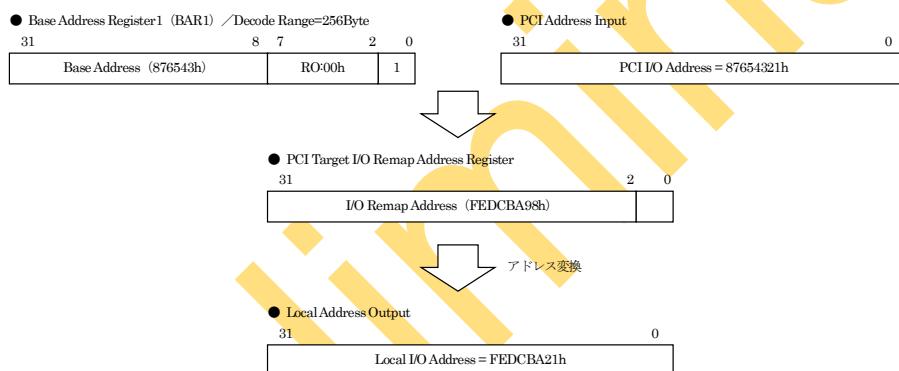 ● Base Address Register1 (BAR1) ／Decode Range=256Byte
31 8 7 2 0
Base Address (876543h) RO:00h 1
● PCI Address Input
31 0
PCI I/O Address = 87654321h
● PCI Target I/O Remap Address Register
31 2 0
I/O Remap Address (FEDCBA98h)
アドレス変換
● Local Address Output
31 0
Local I/O Address = FEDCBA21h